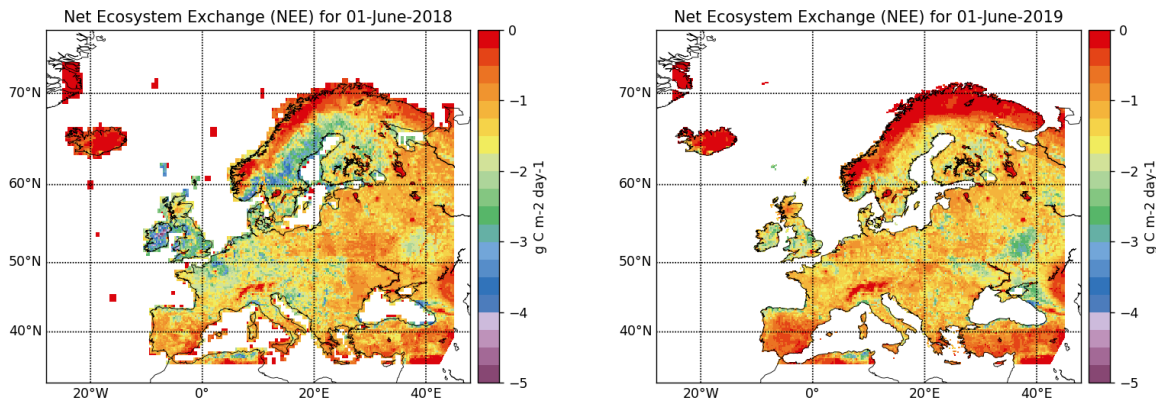 Net Ecosystem Exchange (NEE) for 01-June-2018
70°N
60°N
50°N
40°N
20°W
0°
20°E
40°E
0
−1
−2
−3
−4
−5
g C m-2 day-1
Net Ecosystem Exchange (NEE) for 01-June-2019
70°N
60°N
50°N
40°N
20°W
0°
20°E
40°E
0
−1
−2
−3
−4
−5
g C m-2 day-1